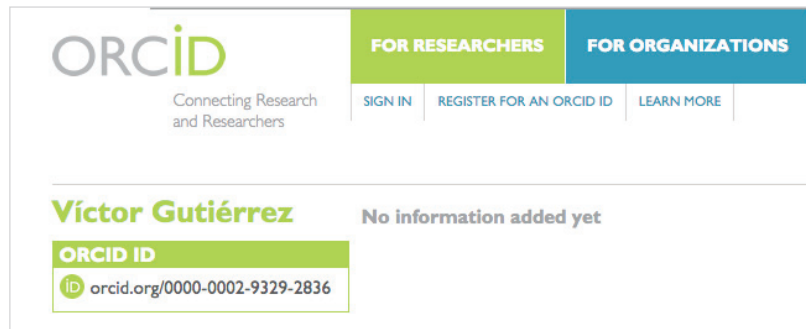 ORCiD
Connecting Research
and Researchers
FOR RESEARCHERS
FOR ORGANIZATIONS
SIGN IN
REGISTER FOR AN ORCID ID
LEARN MORE
Víctor Gutiérrez
No information added yet
ORCID ID
iD orcid.org/0000-0002-9329-2836